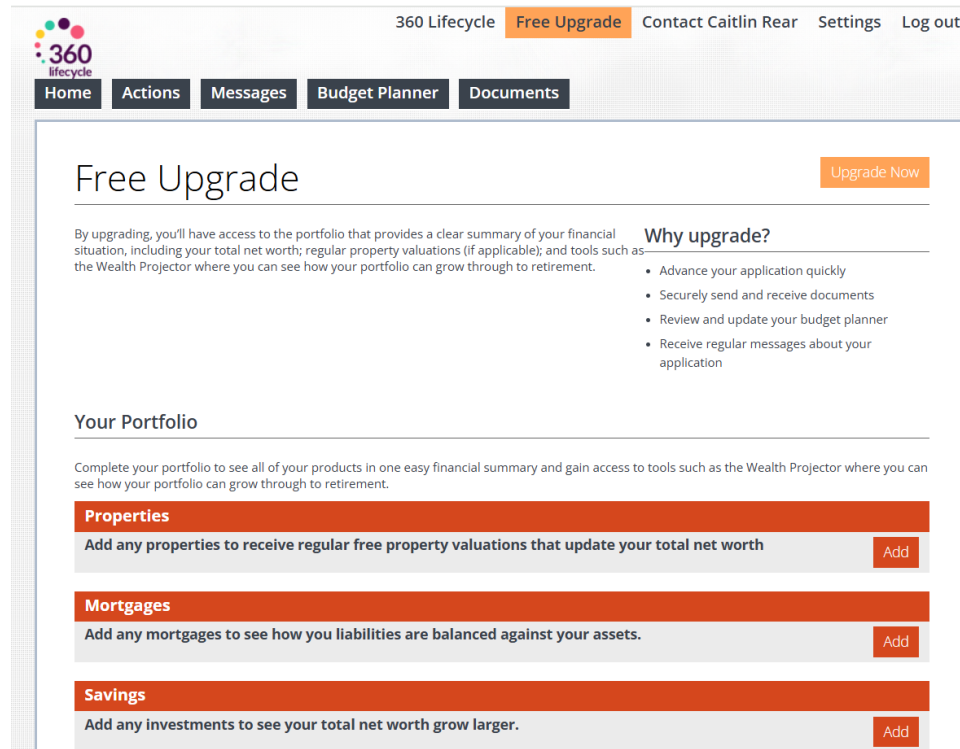 360 Lifecycle Free Upgrade Contact Caitlin Rear Settings Log out
360
lifecycle
Home Actions Messages Budget Planner Documents
Free Upgrade
Upgrade Now
By upgrading, you'll have access to the portfolio that provides a clear summary of your financial
situation, including your total net worth; regular property valuations (if applicable); and tools such as
the Wealth Projector where you can see how your portfolio can grow through to retirement.
Why upgrade?
• Advance your application quickly
• Securely send and receive documents
• Review and update your budget planner
• Receive regular messages about your
application
Your Portfolio
Complete your portfolio to see all of your products in one easy financial summary and gain access to tools such as the Wealth Projector where you can
see how your portfolio can grow through to retirement.
Properties
Add any properties to receive regular free property valuations that update your total net worth
Add
Mortgages
Add any mortgages to see how you liabilities are balanced against your assets.
Add
Savings
Add any investments to see your total net worth grow larger.
Add